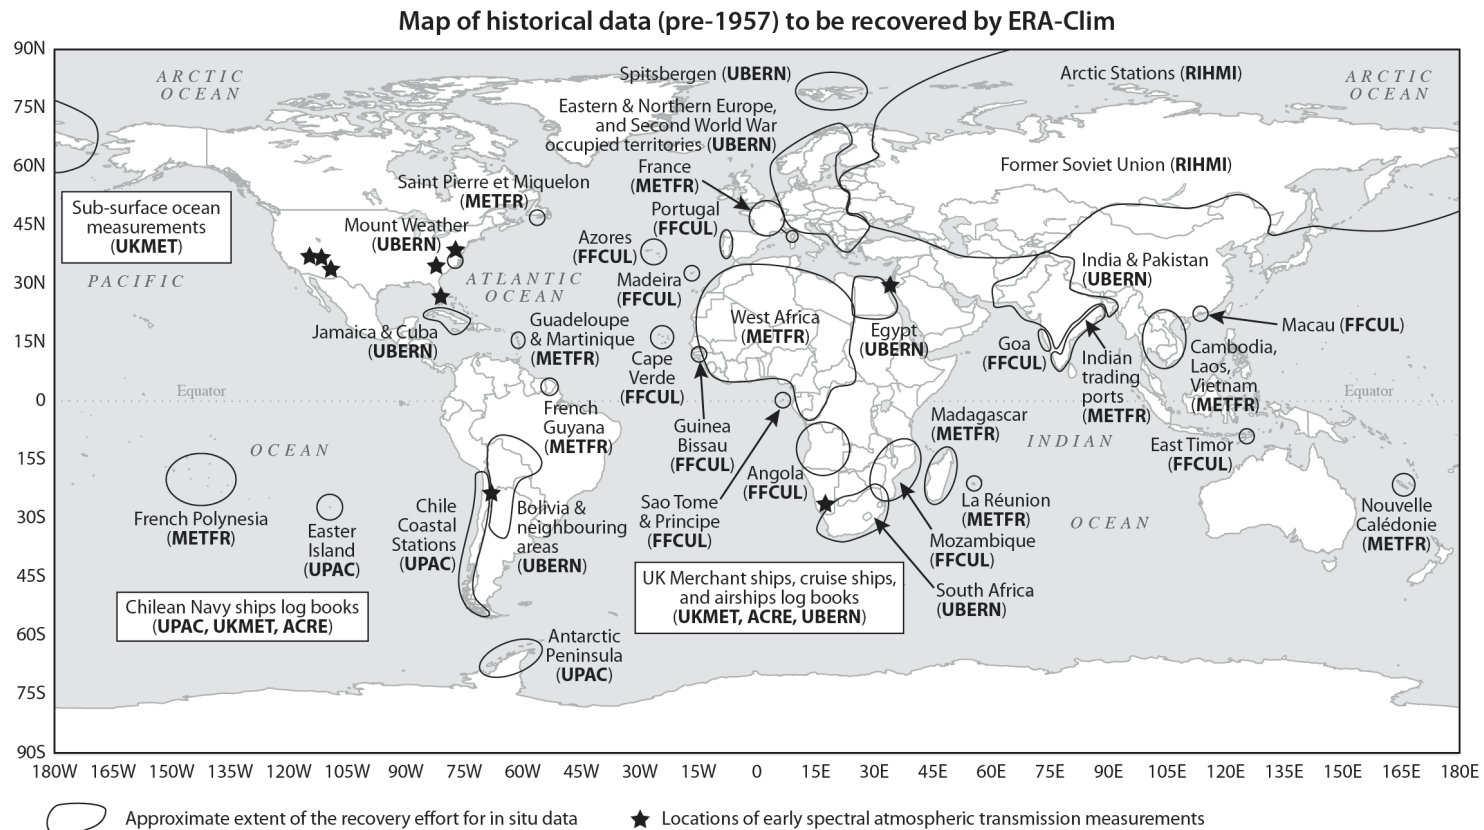 Map of historical data (pre-1957) to be recovered by ERA-Clim
90N
75N
60N
45N
30N
15N
0
15S
30S
45S
60S
75S
90S
ARCTIC
OCEAN
Spitsbergen (UBERN)
Arctic Stations (RIHMI)
ARCTIC
OCEAN
Eastern & Northern Europe,
and Second World War
occupied territories (UBERN)
Former Soviet Union (RIHMI)
France
(METFR)
Saint Pierre et Miquelon
(METFR)
Sub-surface ocean
measurements
(UKMET)
Portugal
(FFCUL)
Mount Weather
(UBERN)
Azores
(FFCUL)
India & Pakistan
(UBERN)
PACIFIC
ATLANTIC
OCEAN
Madeira
(FFCUL)
West Africa
(METFR)
Egypt
(UBERN)
Jamaica & Cuba
(UBERN)
Guadeloupe
& Martinique
(METFR)
Cape
Verde
(FFCUL)
Goa
(FFCUL)
Indian
trading
ports
(METFR)
Macau (FFCUL)
Cambodia,
Laos,
Vietnam
(METFR)
Equator
Equator
French
Guyana
(METFR)
Guinea
Bissau
(FFCUL)
Madagascar
(METFR)
INDIAN
East Timor
(FFCUL)
OCEAN
Angola
(FFCUL)
French Polynesia
(METFR)
Easter
Island
(UPAC)
Chile
Coastal
Stations
(UPAC)
Bolivia &
neighbouring
areas
(UBERN)
Sao Tome
& Principe
(FFCUL)
La Réunion
(METFR)
OCEAN
Mozambique
(FFCUL)
Nouvelle
Calédonie
(METFR)
South Africa
(UBERN)
Chilean Navy ships log books
(UPAC, UKMET, ACRE)
UK Merchant ships, cruise ships,
and airships log books
(UKMET, ACRE, UBERN)
Antarctic
Peninsula
(UPAC)
180W 165W 150W 135W 120W 105W 90W 75W 60W 45W 30W 15W 0 15E 30E 45E 60E 75E 90E 105E 120E 135E 150E 165E 180E
Approximate extent of the recovery effort for in situ data
Locations of early spectral atmospheric transmission measurements